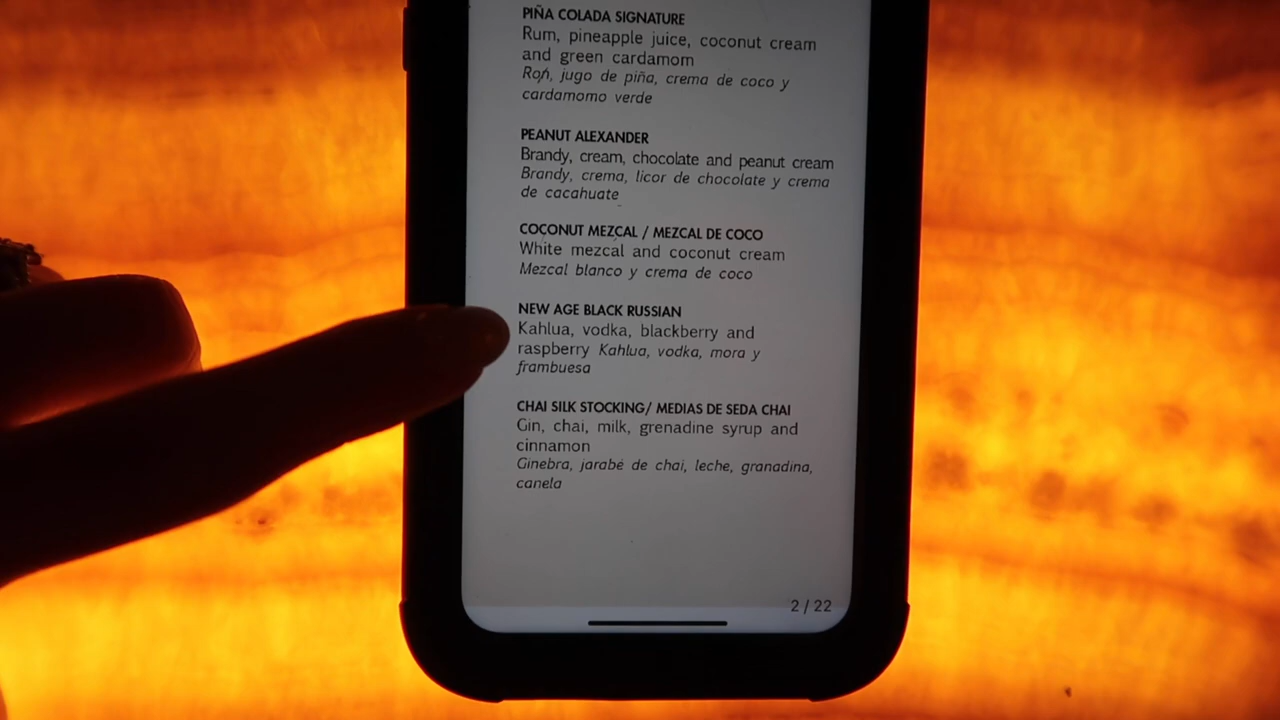 PIÑA COLADA SIGNATURE
Rum, pineapple juice, coconut cream
and green cardamom
Ron, jugo de piña, crema de coco y
cardamomo verde
PEANUT ALEXANDER
Brandy, cream, chocolate and peanut cream
Brandy, crema, licor de chocolate y crema
de cacahuate
COCONUT MEZCAL / MEZCAL DE COCO
White mezcal and coconut cream
Mezcal blanco y crema de coco
NEW AGE BLACK RUSSIAN
Kahlua, vodka, blackberry and
raspberry Kahlua, vodka, mora y
frambuesa
CHAI SILK STOCKING/ MEDIAS DE SEDA CHAI
Gin, chai, milk, grenadine syrup and
cinnamon
Ginebra, jarabe de chai, leche, granadina,
canela
2 / 22